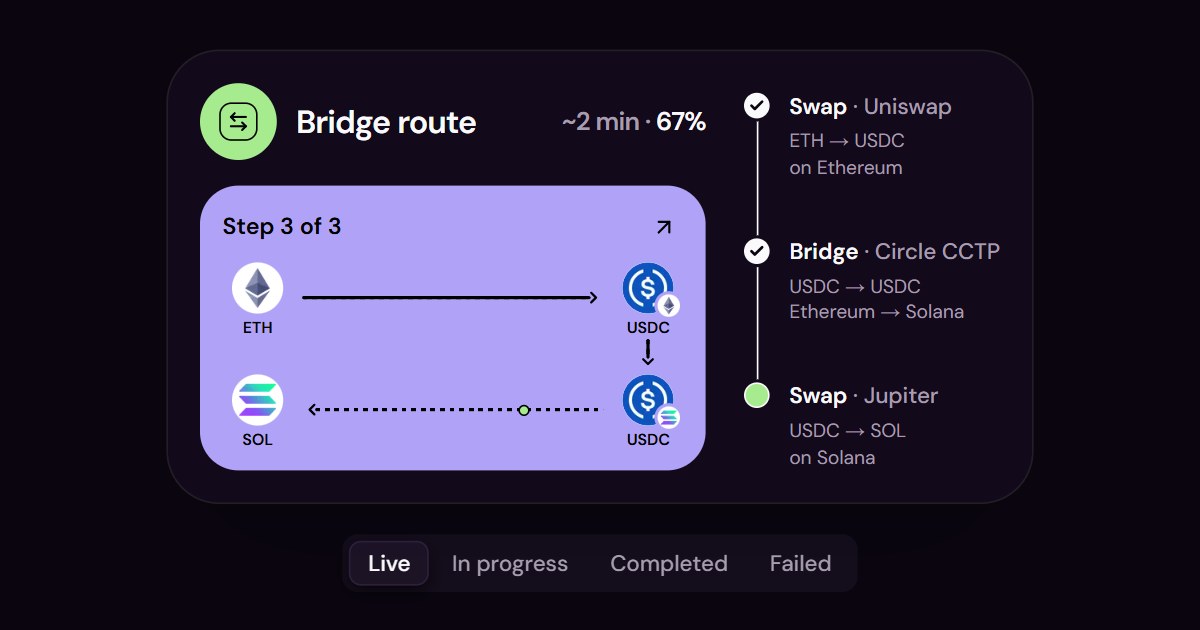 Bridge route
~2 min · 67%
Step 3 of 3
ETH
USDC
SOL
USDC
Swap · Uniswap
ETH → USDC
on Ethereum
Bridge · Circle CCTP
USDC → USDC
Ethereum → Solana
Swap · Jupiter
USDC → SOL
on Solana
Live
In progress
Completed
Failed